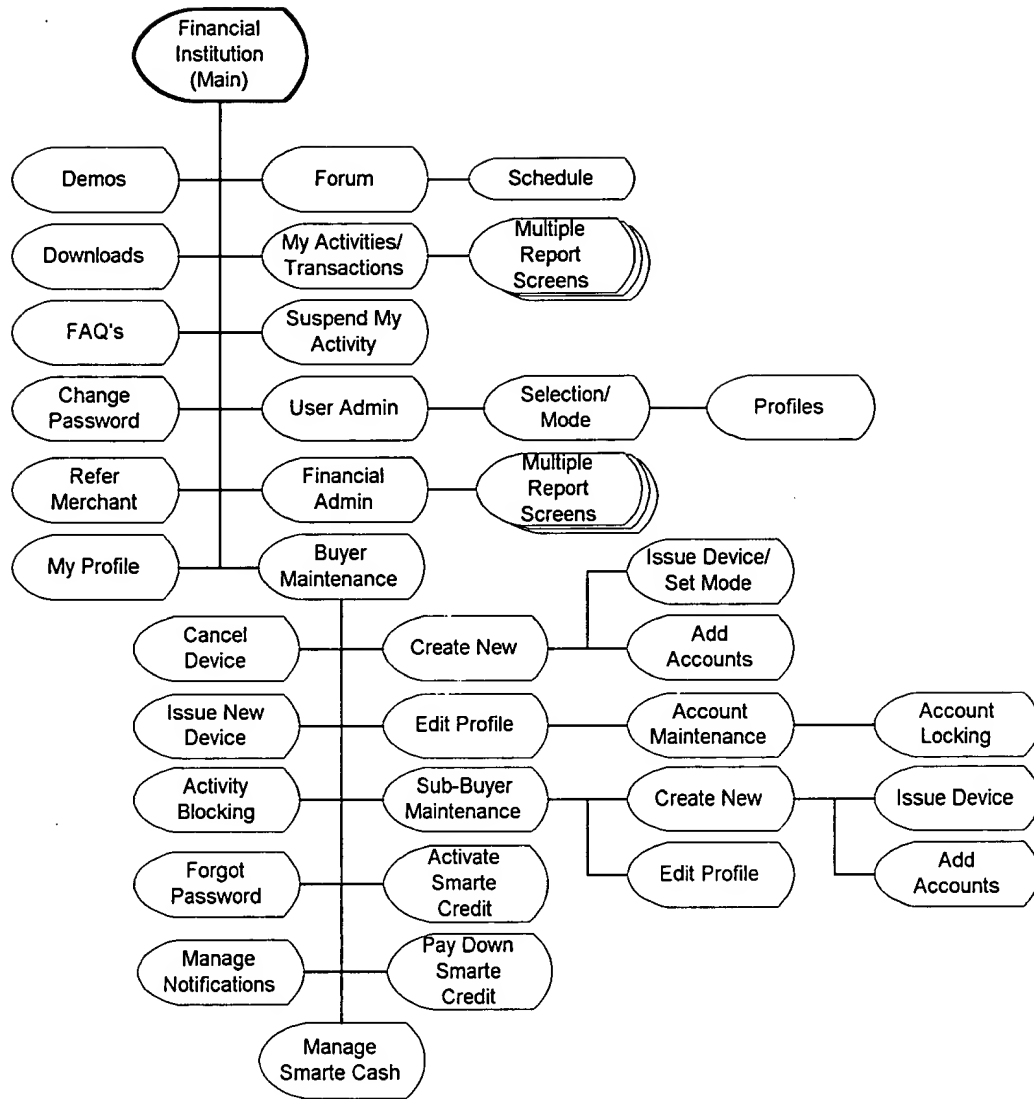 Financial
Institution
(Main)
Demos
Forum
Schedule
Downloads
My Activities/
Transactions
Multiple
Report
Screens
FAQ's
Suspend My
Activity
Change
Password
User Admin
Selection/
Mode
Profiles
Refer
Merchant
Financial
Admin
Multiple
Report
Screens
My Profile
Buyer
Maintenance
Issue Device/
Set Mode
Cancel
Device
Create New
Add
Accounts
Issue New
Device
Edit Profile
Account
Maintenance
Account
Locking
Activity
Blocking
Sub-Buyer
Maintenance
Create New
Issue Device
Forgot
Password
Activate
Smarte
Credit
Edit Profile
Add
Accounts
Manage
Notifications
Pay Down
Smarte
Credit
Manage
Smarte Cash